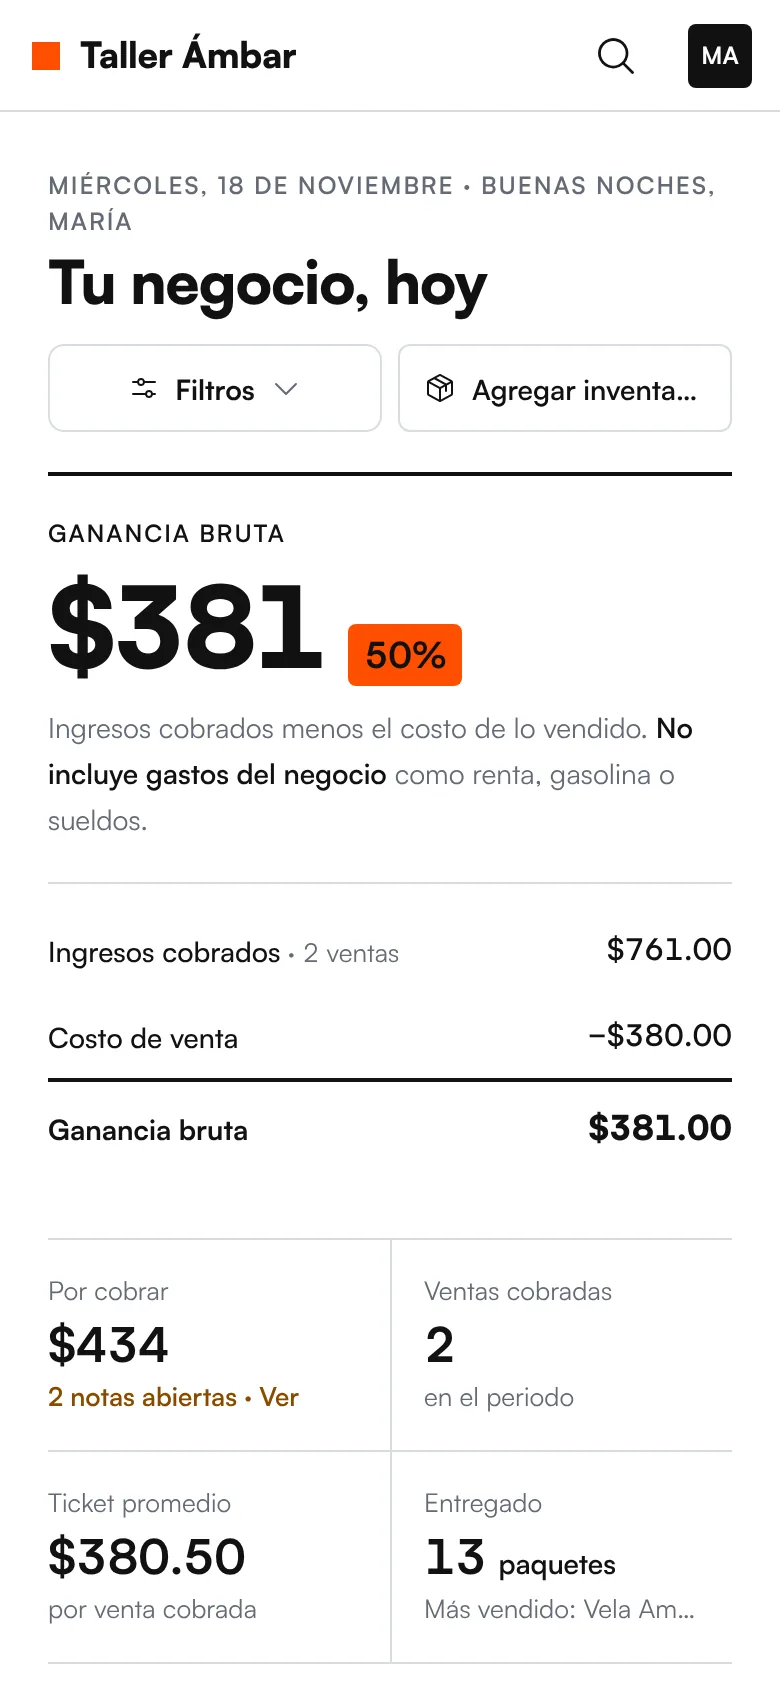 Taller Ámbar
MA
MIÉRCOLES, 18 DE NOVIEMBRE · BUENAS NOCHES,
MARÍA
Tu negocio, hoy
Filtros
Agregar inventa...
GANANCIA BRUTA
$381 50%
Ingresos cobrados menos el costo de lo vendido. No
incluye gastos del negocio como renta, gasolina o
sueldos.
Ingresos cobrados · 2 ventas $761.00
Costo de venta −$380.00
Ganancia bruta $381.00
Por cobrar
$434
2 notas abiertas · Ver
Ventas cobradas
2
en el periodo
Ticket promedio
$380.50
por venta cobrada
Entregado
13 paquetes
Más vendido: Vela Am...